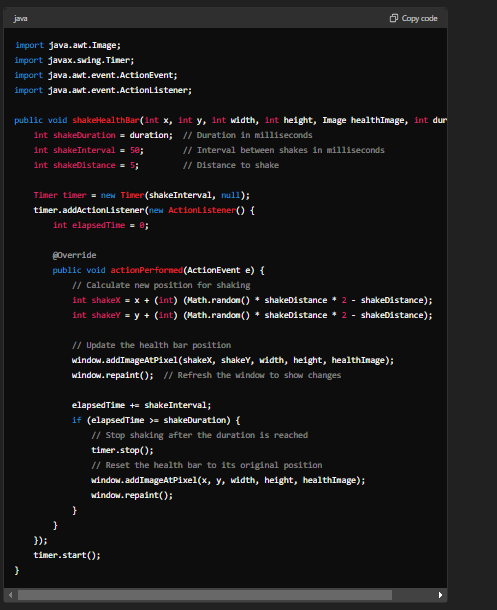 java
Copy code
import java.awt.Image;
import javax.swing.Timer;
import java.awt.event.ActionEvent;
import java.awt.event.ActionListener;
public void shakeHealthBar(int x, int y, int width, int height, Image healthImage, int dur
int shakeDuration = duration; // Duration in milliseconds
int shakeInterval = 50; // Interval between shakes in milliseconds
int shakeDistance = 5; // Distance to shake
Timer timer = new Timer(shakeInterval, null);
timer.addActionListener(new ActionListener() {
int elapsedTime = 0;
@Override
public void actionPerformed(ActionEvent e) {
// Calculate new position for shaking
int shakeX = x + (int) (Math.random() * shakeDistance * 2 - shakeDistance);
int shakeY = y + (int) (Math.random() * shakeDistance * 2 - shakeDistance);
// Update the health bar position
window.addImageAtPixel(shakeX, shakeY, width, height, healthImage);
window.repaint(); // Refresh the window to show changes
elapsedTime += shakeInterval;
if (elapsedTime >= shakeDuration) {
// Stop shaking after the duration is reached
timer.stop();
// Reset the health bar to its original position
window.addImageAtPixel(x, y, width, height, healthImage);
window.repaint();
}
}
});
timer.start();
}